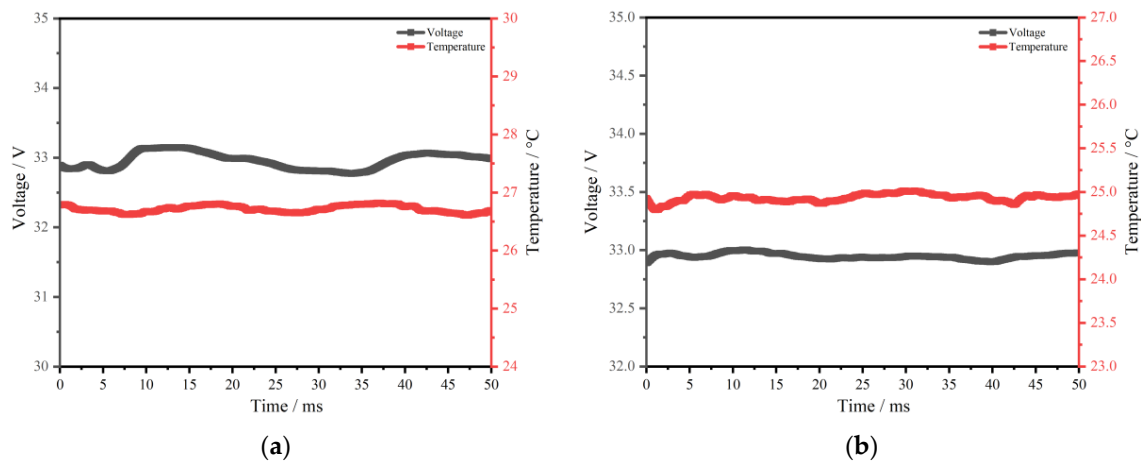 35
34
33
32
31
30
Voltage / V
0 5 10 15 20 25 30 35 40 45 50
Time / ms
30
29
28
27
26
25
24
Temperature / °C
Voltage
Temperature
(a)
35.0
34.5
34.0
33.5
33.0
32.5
32.0
Voltage / V
0 5 10 15 20 25 30 35 40 45 50
Time / ms
27.0
26.5
26.0
25.5
25.0
24.5
24.0
23.5
23.0
Temperature / °C
Voltage
Temperature
(b)